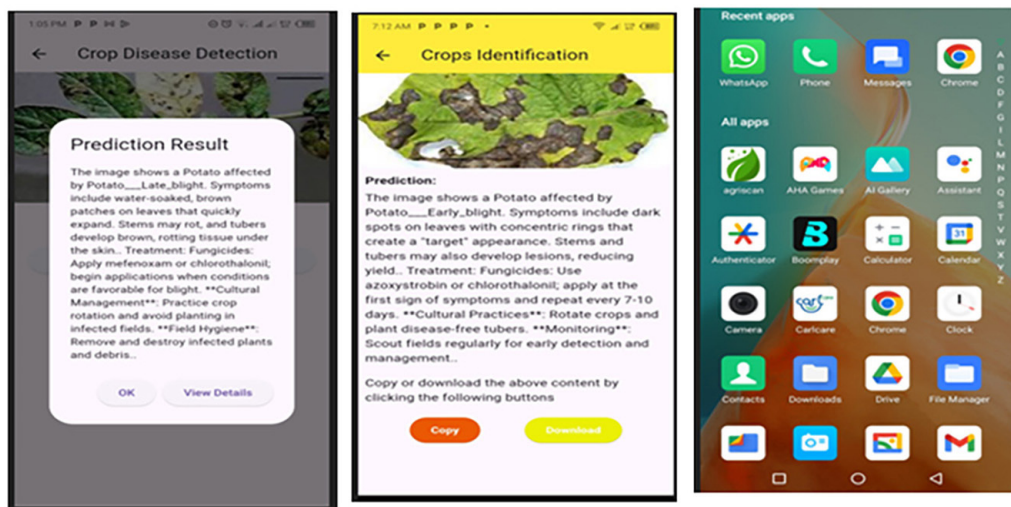 1:05 PM P P
Crop Disease Detection
Prediction Result
The image shows a Potato affected
by Potato___Late_blight. Symptoms
include water-soaked, brown
patches on leaves that quickly
expand. Stems may rot, and tubers
develop brown, rotting tissue under
the skin.. Treatment: Fungicides:
Apply mefenoxam or chlorothalonil;
begin applications when conditions
are favorable for blight. **Cultural
Management**: Practice crop
rotation and avoid planting in
infected fields. **Field Hygiene**:
Remove and destroy infected plants
and debris..
OK View Details
7:12 AM P P P P
Crops Identification
Prediction:
The image shows a Potato affected by
Potato___Early_blight. Symptoms include dark
spots on leaves with concentric rings that
create a "target" appearance. Stems and
tubers may also develop lesions, reducing
yield.. Treatment: Fungicides: Use
azoxystrobin or chlorothalonil; apply at the
first sign of symptoms and repeat every 7-10
days. **Cultural Practices**: Rotate crops and
plant disease-free tubers. **Monitoring**:
Scout fields regularly for early detection and
management..
Copy or download the above content by
clicking the following buttons
Copy Download
Recent apps
WhatsApp Phone Messages Chrome
All apps
agriscan AHA Games AI Gallery Assistant
Authenticator Boomplay Calculator Calendar
31
Camera Carlcare Chrome Clock
Contacts Downloads Drive File Manager
A
B
C
D
F
G
I
L
M
N
P
Q
S
T
V
W
X
Y
Z